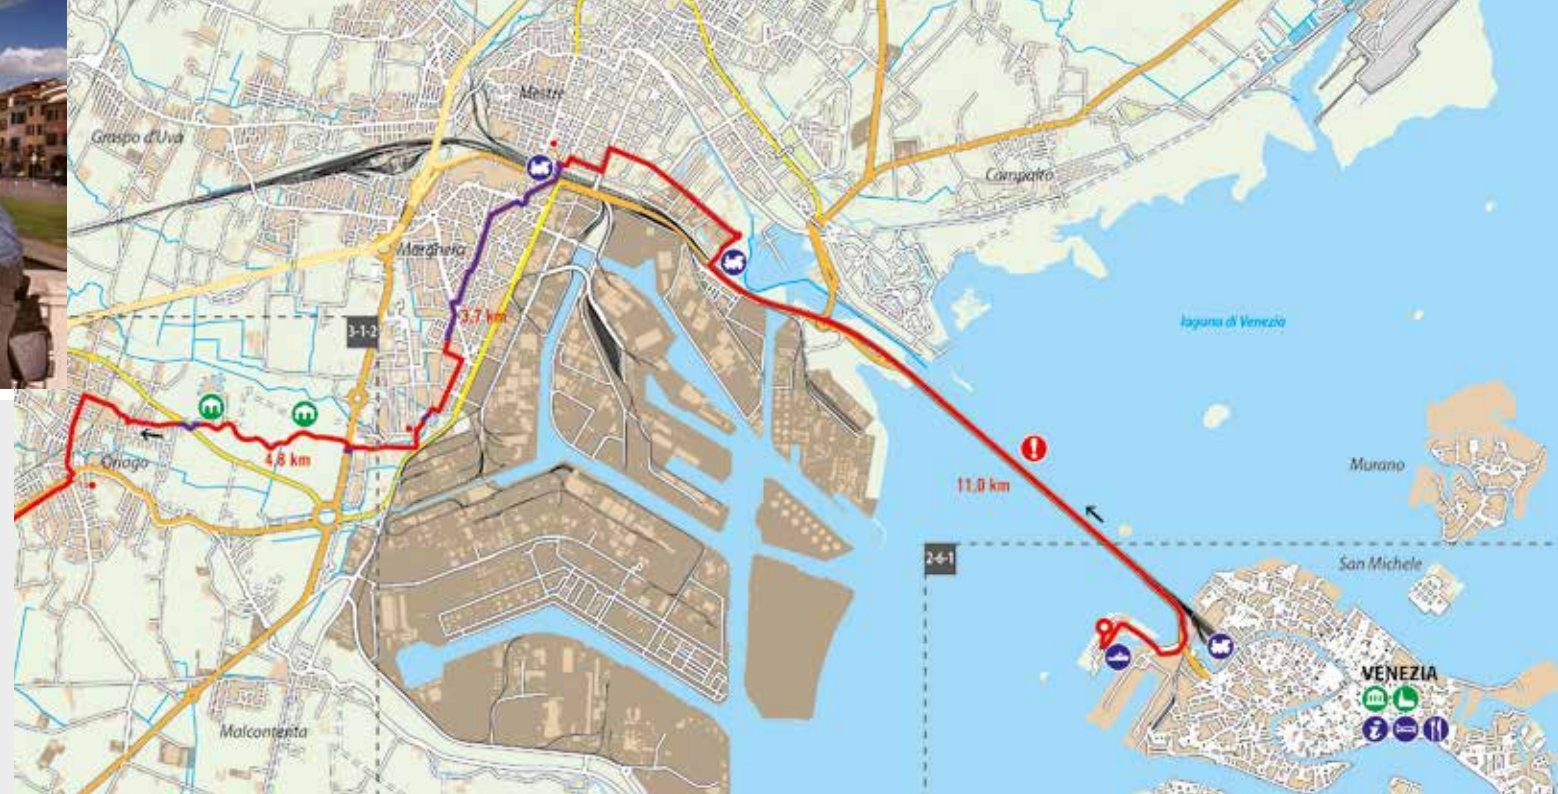 Mestre
Graspo d'Uva
Campalto
Marghera
3,7 km
laguna di Venezia
3-1-2
4,8 km
Oriago
11,0 km
Murano
2-6-1
San Michele
VENEZIA
Malcontenta